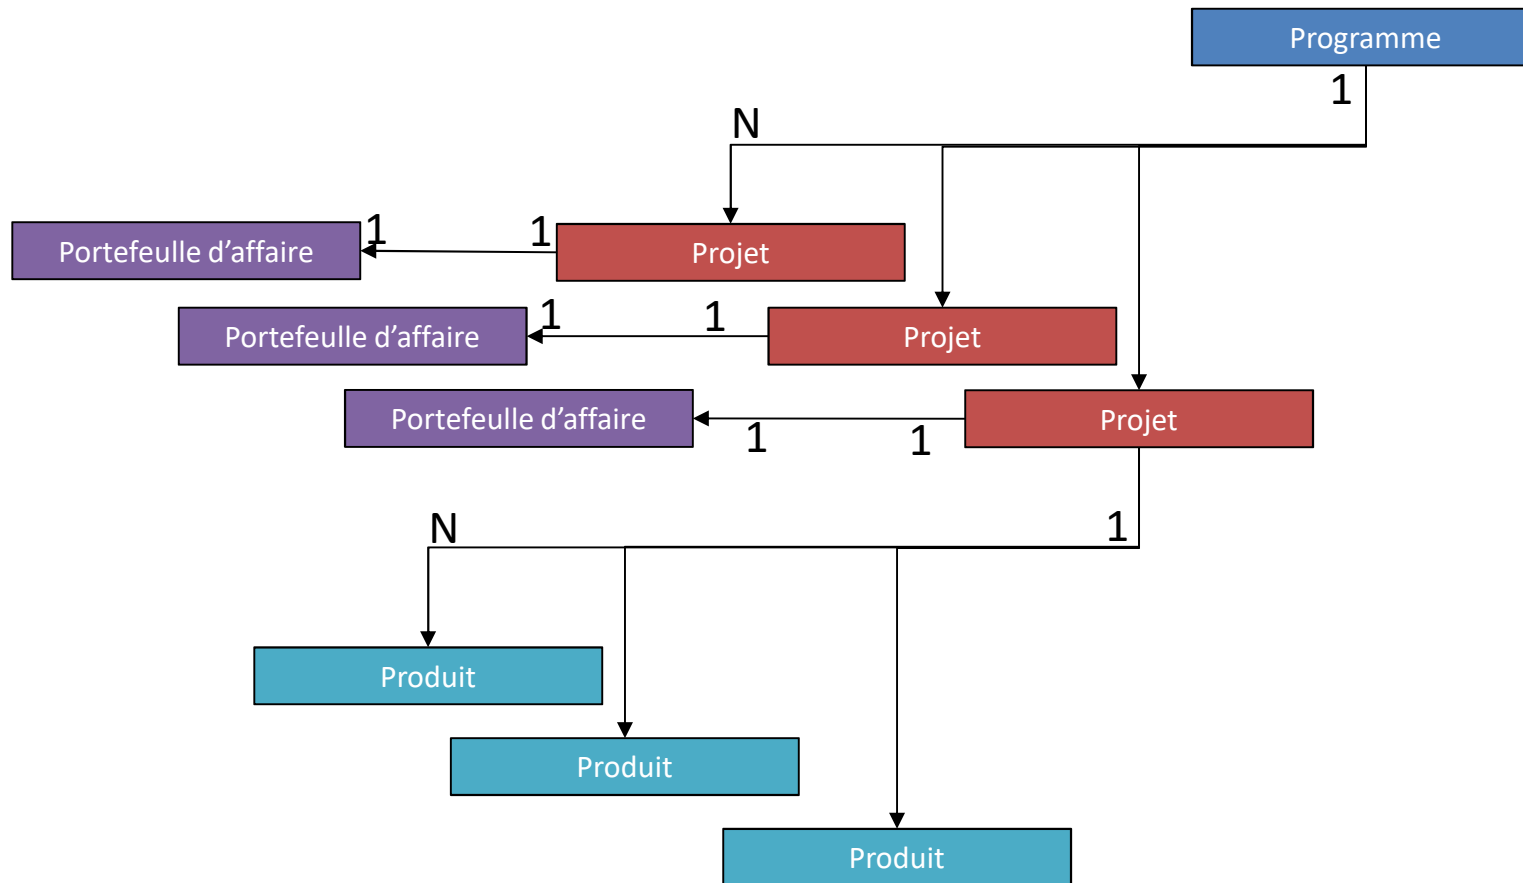 Programme
1
N
Portefeulle d’affaire
1
1
Projet
Portefeulle d’affaire
1
1
Projet
Portefeulle d’affaire
1
1
Projet
N
1
Produit
Produit
Produit